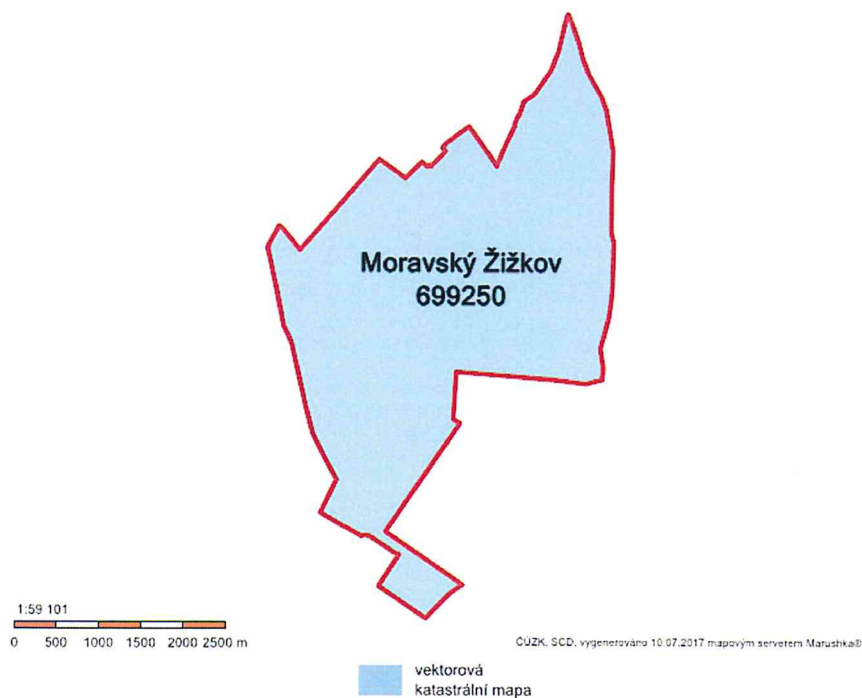 Moravský Žižkov
699250
1:59 101
0 500 1000 1500 2000 2500 m
ČÚZK, SCD, vygenerováno 10.07.2017 mapovým serverem Marushka®
vektorová
katastrální mapa